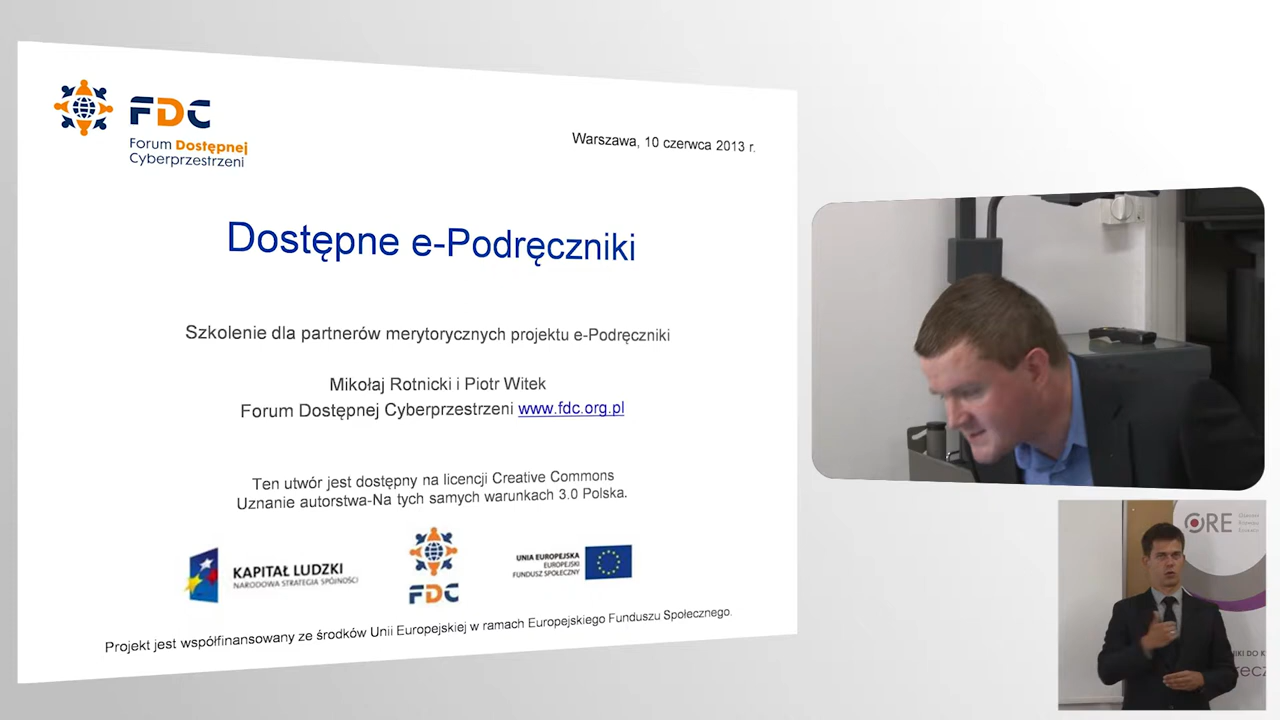 FDC
Forum Dostępnej
Cyberprzestrzeni
Warszawa, 10 czerwca 2013 r.
Dostępne e-Podręczniki
Szkolenie dla partnerów merytorycznych projektu e-Podręczniki
Mikołaj Rotnicki i Piotr Witek
Forum Dostępnej Cyberprzestrzeni www.fdc.org.pl
Ten utwór jest dostępny na licencji Creative Commons
Uznanie autorstwa-Na tych samych warunkach 3.0 Polska.
KAPITAŁ LUDZKI
NARODOWA STRATEGIA SPÓJNOŚCI
FDC
UNIA EUROPEJSKA
EUROPEJSKI
FUNDUSZ SPOŁECZNY
Projekt jest współfinansowany ze środków Unii Europejskiej w ramach Europejskiego Funduszu Społecznego.
ORE